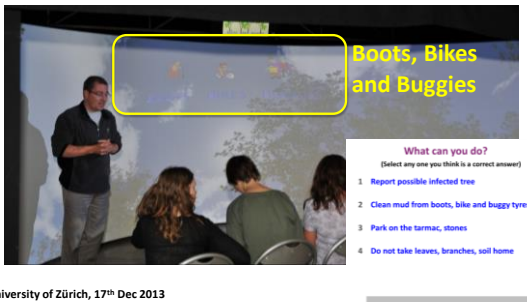 Boots, Bikes
and Buggies
What can you do?
(Select any one you think is a correct answer)
1 Report possible infected tree
2 Clean mud from boots, bike and buggy tyre
3 Park on the tarmac, stones
4 Do not take leaves, branches, soil home
niversity of Zürich, 17th Dec 2013